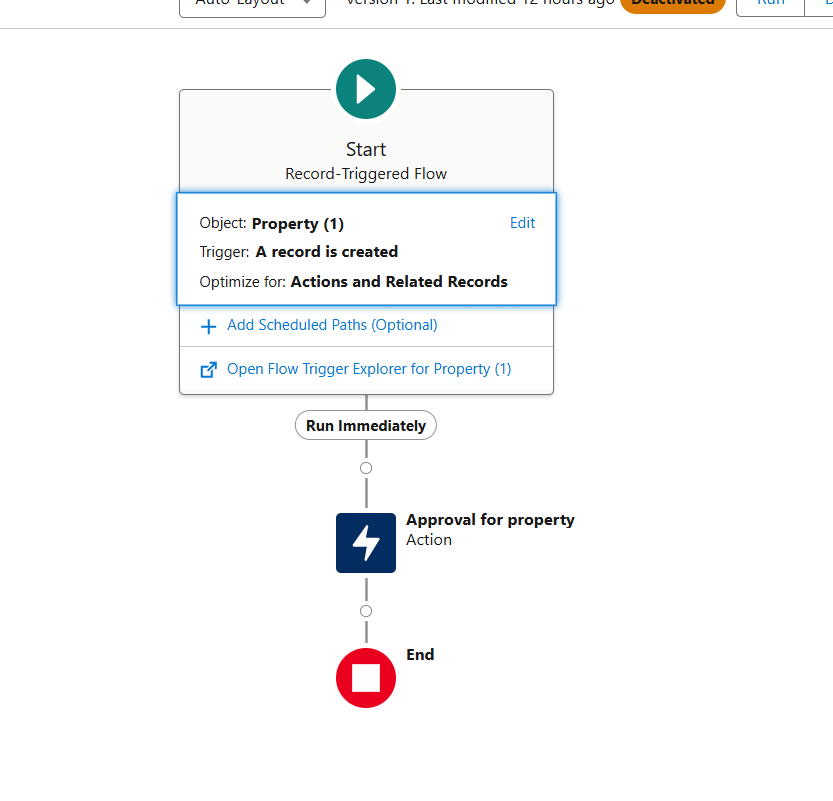 Auto-Layout
Version 1: Last modified 12 hours ago
Deactivated
Run
Start
Record-Triggered Flow
Object: Property (1)
Edit
Trigger: A record is created
Optimize for: Actions and Related Records
Add Scheduled Paths (Optional)
Open Flow Trigger Explorer for Property (1)
Run Immediately
Approval for property
Action
End